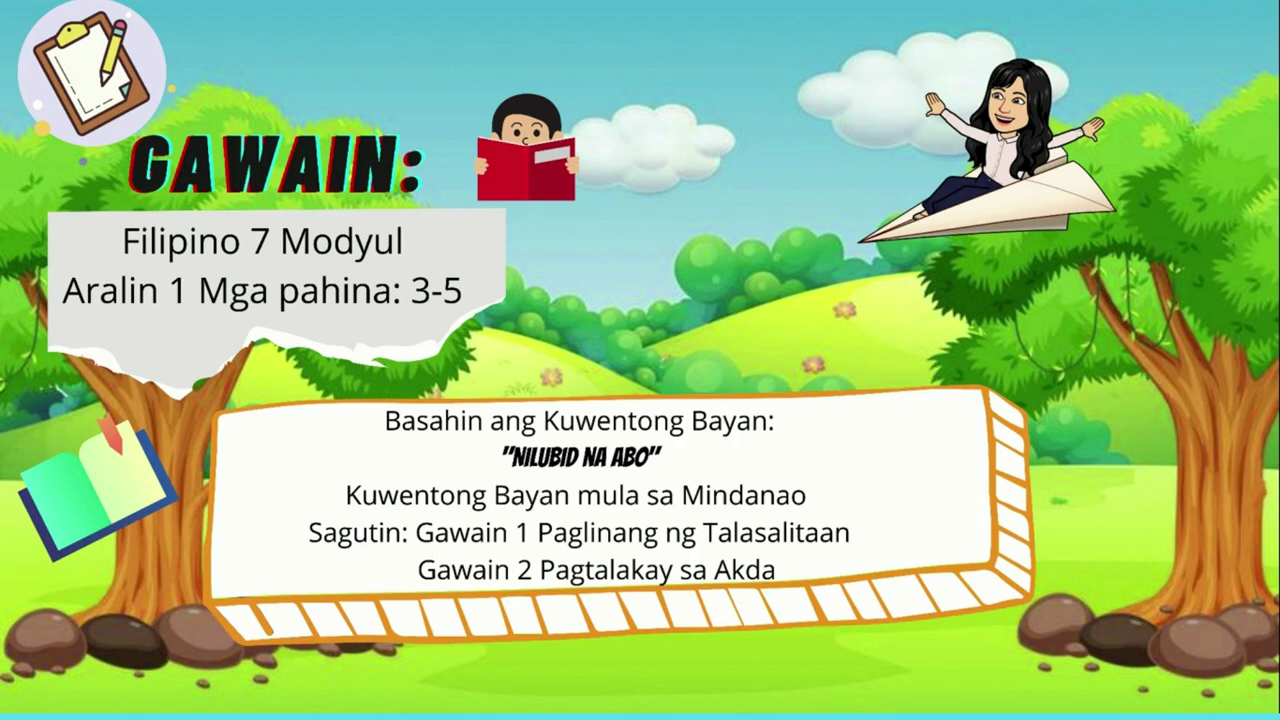 GAWAIN:
Filipino 7 Modyul
Aralin 1 Mga pahina: 3-5
Basahin ang Kuwentong Bayan:
"NILUBID NA ABO"
Kuwentong Bayan mula sa Mindanao
Sagutin: Gawain 1 Paglinang ng Talasalitaan
Gawain 2 Pagtalakay sa Akda